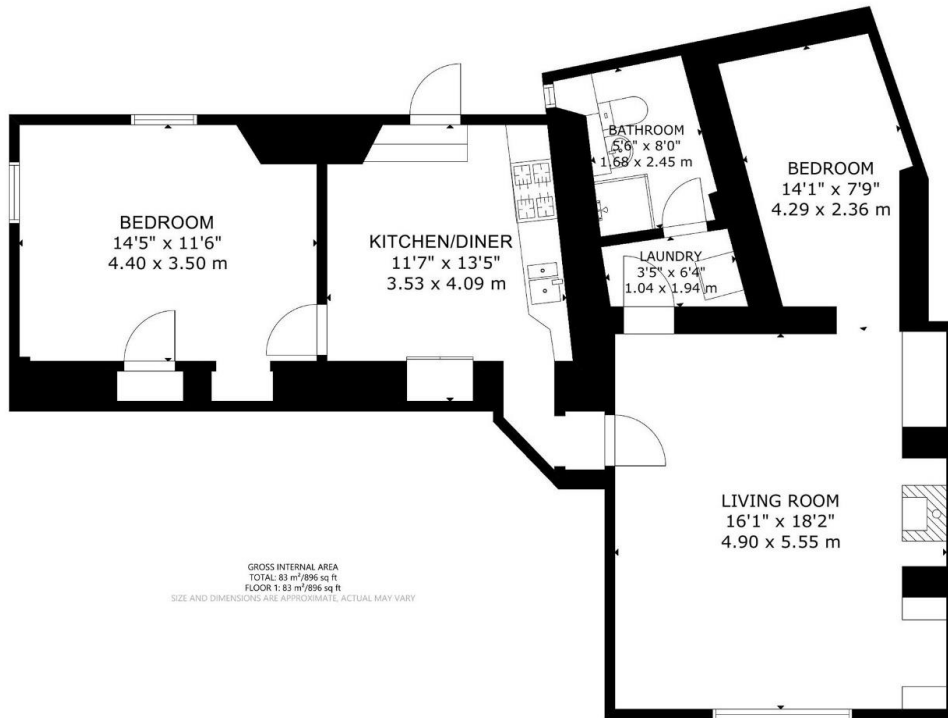 BEDROOM
14'5" x 11'6"
4.40 x 3.50 m
KITCHEN/DINER
11'7" x 13'5"
3.53 x 4.09 m
BATHROOM
5'6" x 8'0"
1.68 x 2.45 m
BEDROOM
14'1" x 7'9"
4.29 x 2.36 m
LAUNDRY
3'5" x 6'4"
1.04 x 1.94 m
LIVING ROOM
16'1" x 18'2"
4.90 x 5.55 m
GROSS INTERNAL AREA
TOTAL: 83 m²/896 sq ft
FLOOR 1: 83 m²/896 sq ft
SIZE AND DIMENSIONS ARE APPROXIMATE, ACTUAL MAY VARY